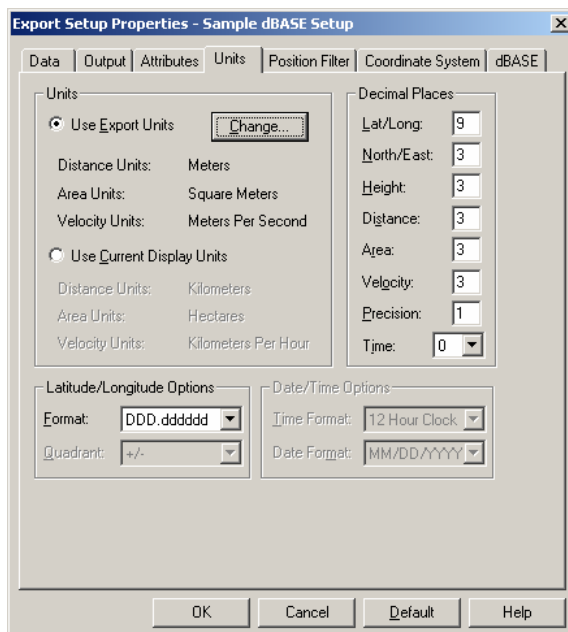 Export Setup Properties - Sample dBASE Setup
Data Output Attributes Units Position Filter Coordinate System dBASE
Units
Use Export Units Change...
Distance Units: Meters
Area Units: Square Meters
Velocity Units: Meters Per Second
Use Current Display Units
Distance Units: Kilometers
Area Units: Hectares
Velocity Units: Kilometers Per Hour
Decimal Places
Lat/Long: 9
North/East: 3
Height: 3
Distance: 3
Area: 3
Velocity: 3
Precision: 1
Time: 0
Latitude/Longitude Options
Format: DDD.dddddd
Quadrant: +/-
Date/Time Options
Time Format: 12 Hour Clock
Date Format: MM/DD/YYYY
OK Cancel Default Help